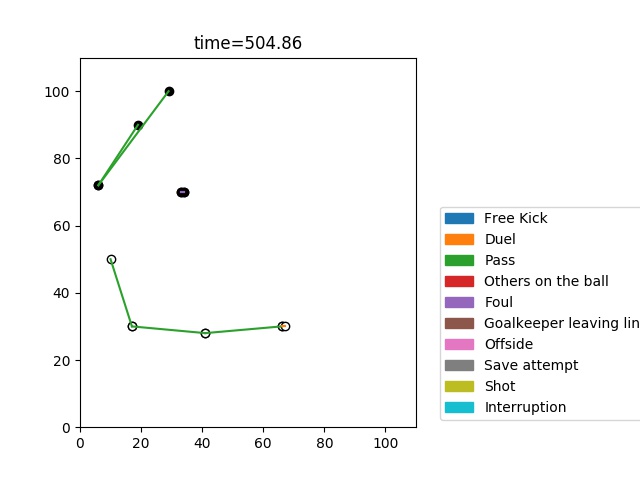 time=504.86
100
80
60
40
20
0
0 20 40 60 80 100
Free Kick
Duel
Pass
Others on the ball
Foul
Goalkeeper leaving lin
Offside
Save attempt
Shot
Interruption